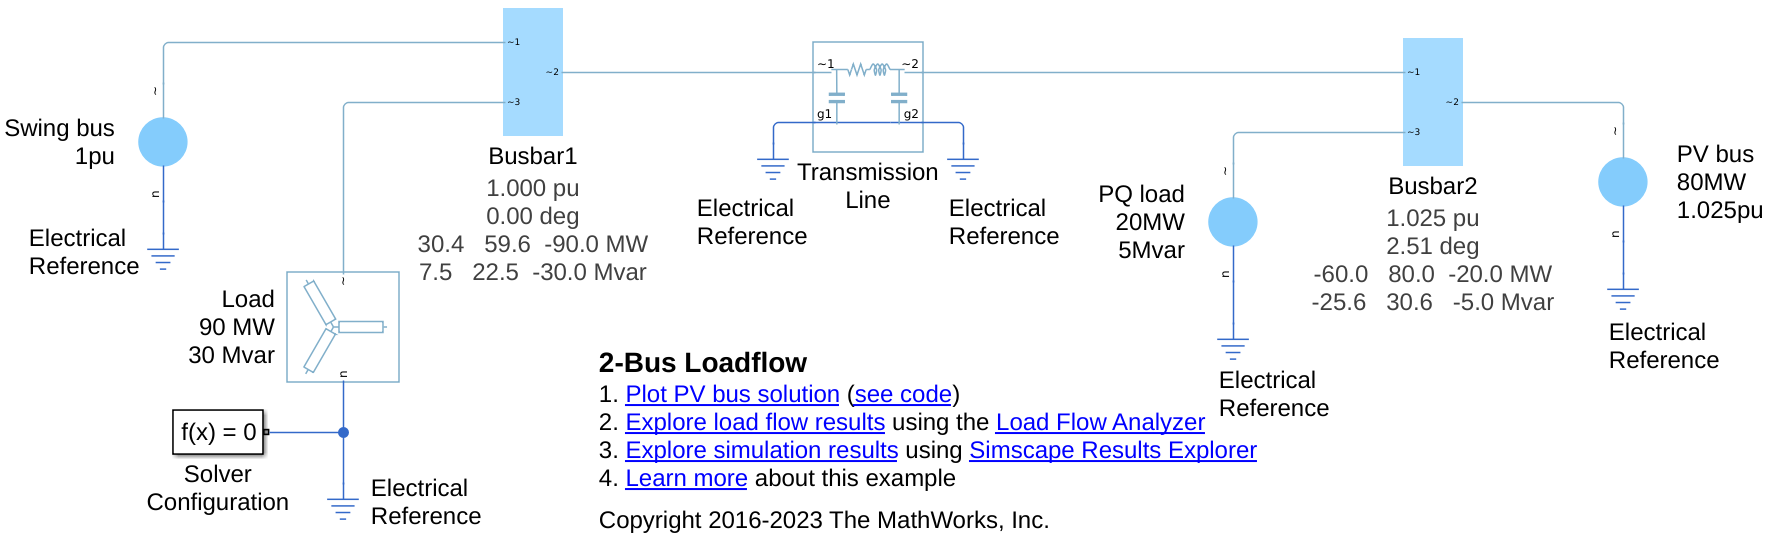 ~1
~2
~3
~
Swing bus
1pu
n
Electrical
Reference
Busbar1
1.000 pu
0.00 deg
30.4 59.6 -90.0 MW
7.5 22.5 -30.0 Mvar
~
Load
90 MW
30 Mvar
n
f(x) = 0
Solver
Configuration
Electrical
Reference
~1 ~2
g1 g2
Transmission
Line
Electrical
Reference
Electrical
Reference
~1
~2
~3
Busbar2
1.025 pu
2.51 deg
-60.0 80.0 -20.0 MW
-25.6 30.6 -5.0 Mvar
~
PQ load
20MW
5Mvar
n
Electrical
Reference
~
PV bus
80MW
1.025pu
n
Electrical
Reference
2-Bus Loadflow
1. Plot PV bus solution (see code)
2. Explore load flow results using the Load Flow Analyzer
3. Explore simulation results using Simscape Results Explorer
4. Learn more about this example
Copyright 2016-2023 The MathWorks, Inc.